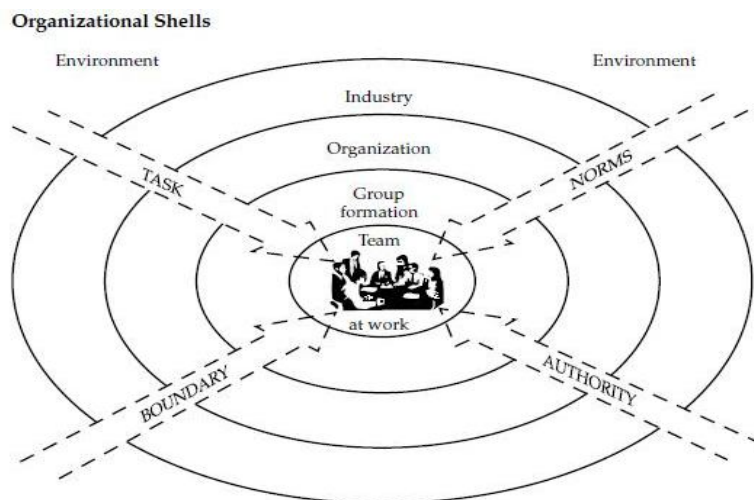 Organizational Shells
Environment
Environment
Industry
Organization
Group
formation
Team
at work
TASK
NORMS
BOUNDARY
AUTHORITY